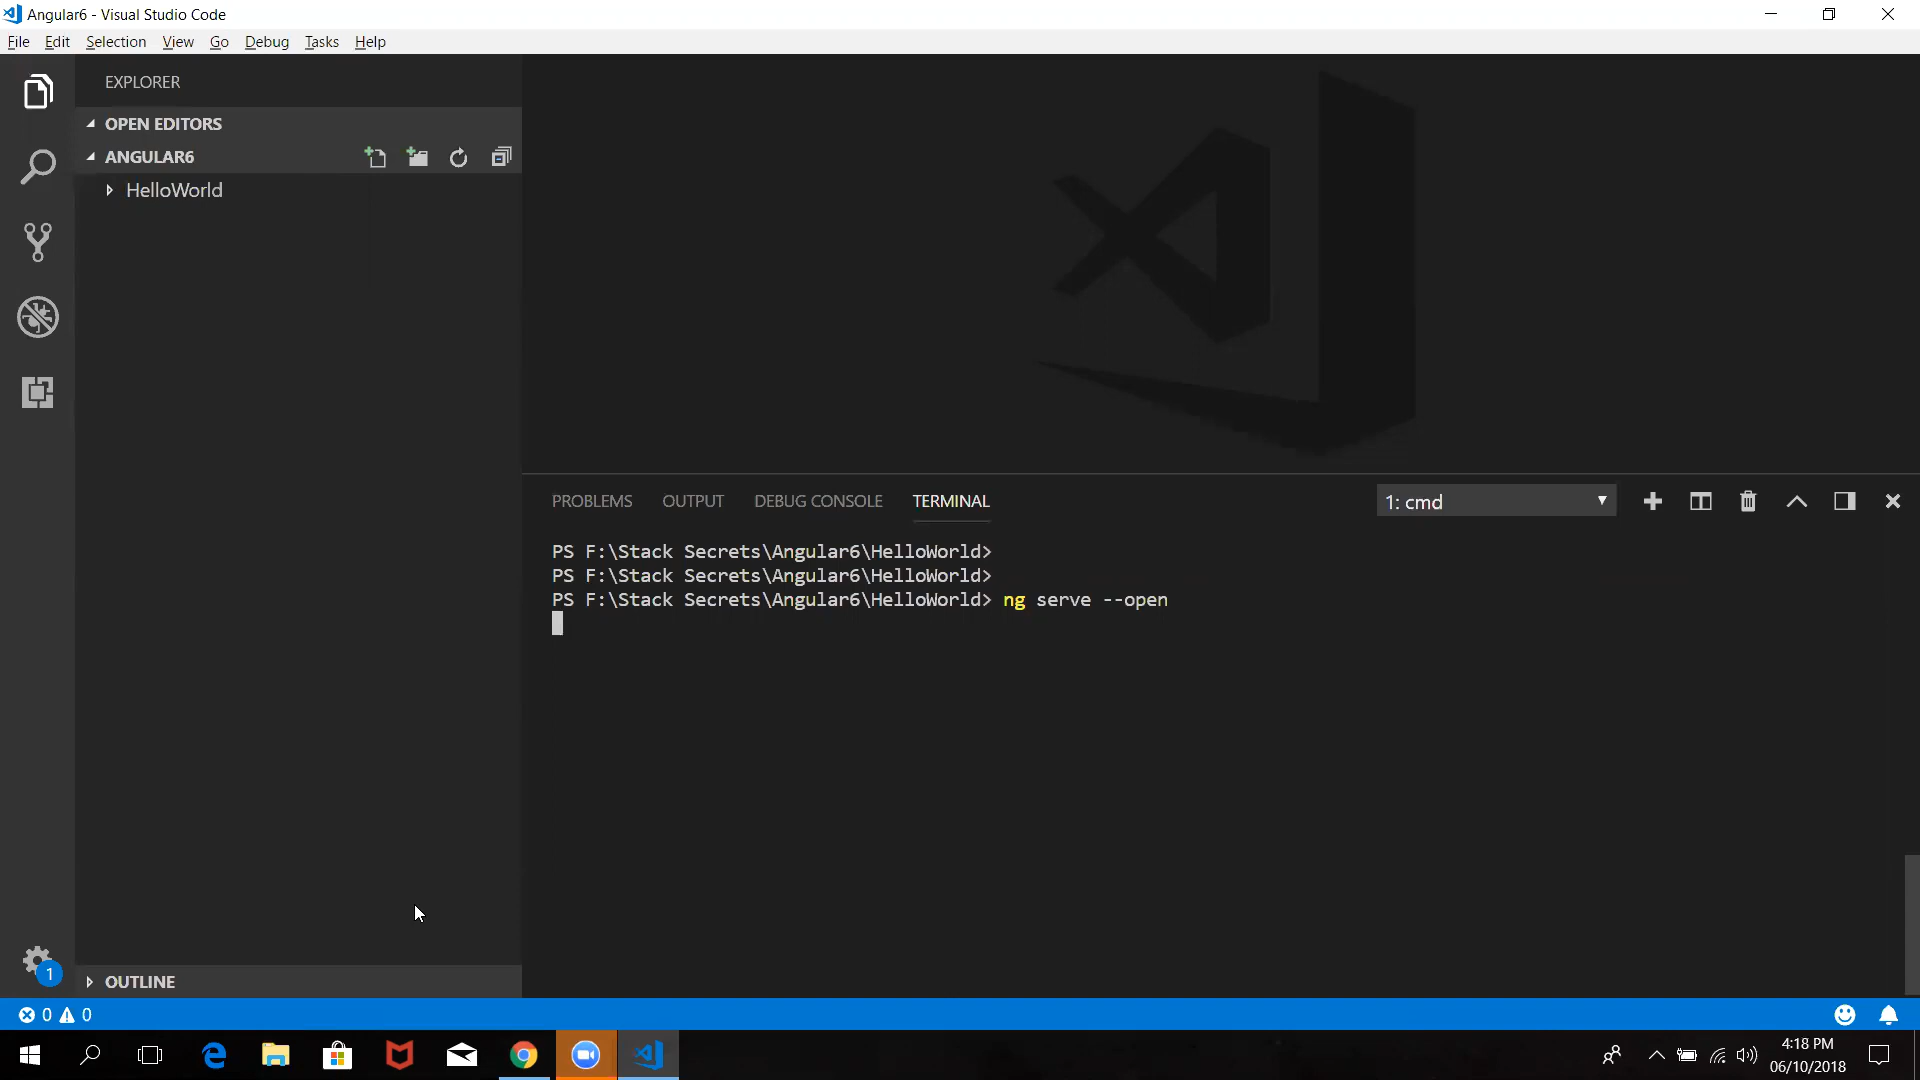 Angular6 - Visual Studio Code
File Edit Selection View Go Debug Tasks Help
EXPLORER
OPEN EDITORS
ANGULAR6
HelloWorld
PROBLEMS OUTPUT DEBUG CONSOLE TERMINAL 1: cmd
PS F:\Stack Secrets\Angular6\HelloWorld>
PS F:\Stack Secrets\Angular6\HelloWorld>
PS F:\Stack Secrets\Angular6\HelloWorld> ng serve --open
1
OUTLINE
0 0
4:18 PM
06/10/2018